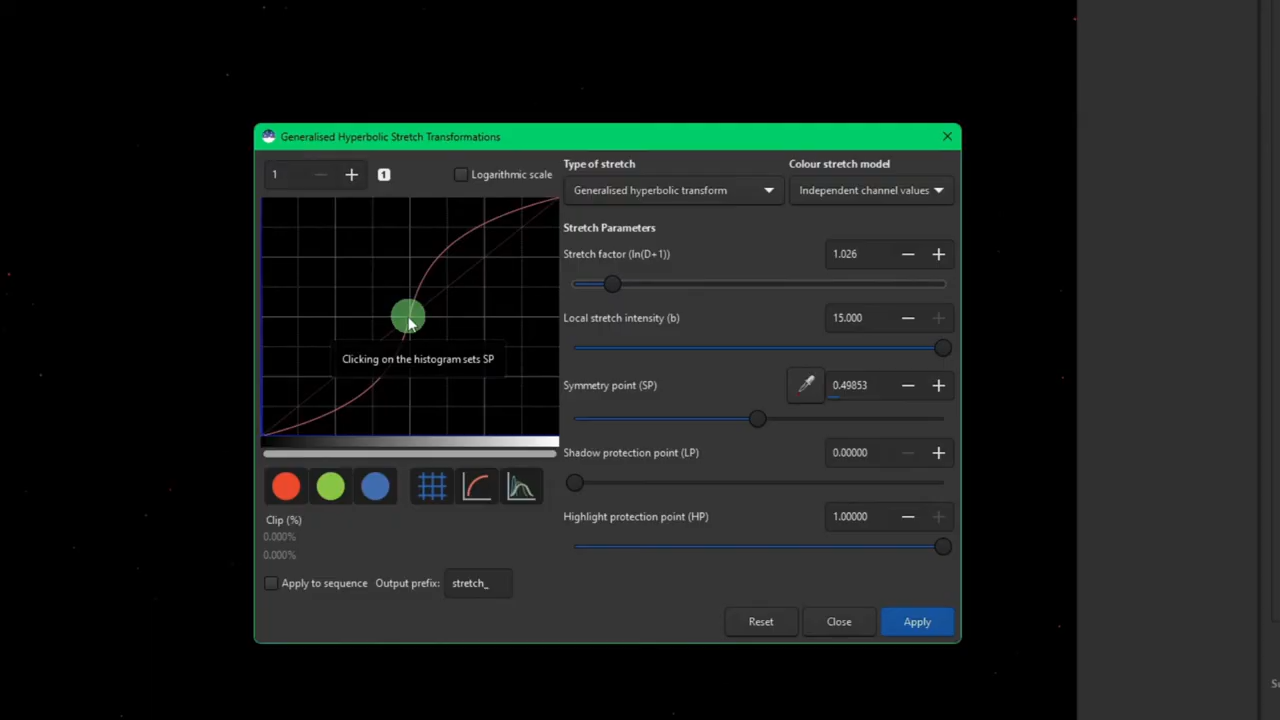 Generalised Hyperbolic Stretch Transformations
1
1
Logarithmic scale
Type of stretch
Colour stretch model
Generalised hyperbolic transform
Independent channel values
Stretch Parameters
Stretch factor (ln(D+1))
1.026
Local stretch intensity (b)
15.000
Clicking on the histogram sets SP
Symmetry point (SP)
0.49853
Shadow protection point (LP)
0.00000
Highlight protection point (HP)
1.00000
Clip (%)
0.000%
0.000%
Apply to sequence
Output prefix:
stretch_
Reset
Close
Apply